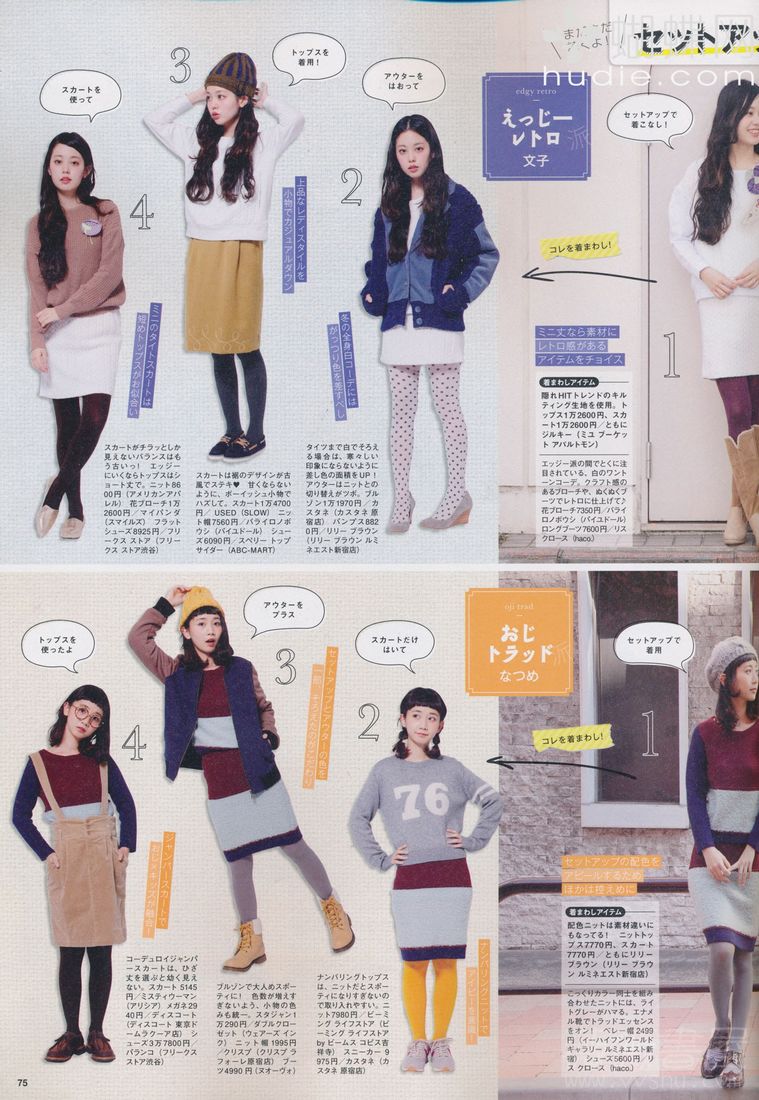 まだまだ
イくよ!!
セットアッ
hudie.com
スカートを
使って
4
3
トップスを
着用!
アウターを
はおって
2
edgy retro
えっじー
レトロ派
文子
セットアップで
着こなし!
コレを着まわし!
1
上品なレディスタイルを
小物でカジュアルダウン
ミニのタイトスカートは
短めトップスがお似合い
冬の全身白コーデには
がっつり色を差すべし
ミニ丈なら素材に
レトロ感がある
アイテムをチョイス
着まわしアイテム
隠れHITトレンドのキル
ティング生地を使用。ト
ップス1万2600円、スカ
ート1万2600円/ともに
ジルキー(ミユ ブーケッ
ト アパルトモン)
エッジー派の間でとくに注
目されている、白のワント
ーンコーデ。クラフト感の
あるブローチや、ぬくぬくブ
ーツでレトロに仕上げて♪
花ブローチ7350円/パラ
イロノボウシ(パイユドール)
ロングブーツ7600円/リス
クロース(haco.)
スカートがチラッとしか
見えないバランスはも
う古いっ! エッジー
にいくならトップスはシ
ョート丈で。ニット86
00円(アメリカンアパ
レル) 花ブローチ1万
2600円/マイパンダ
(スマイルズ) フラット
シューズ8925円/フリ
ークス ストア(フリーク
ス ストア渋谷)
スカートは裾のデザインが古
風でステキ♥ 甘くならない
ように、ボーイッシュ小物で
ハズして。スカート1万4700
円/USED(SLOW) ニッ
ト帽7560円/パライロノボ
ウシ(パイユドール) シュー
ズ6090円/スペリー トップ
サイダー(ABC-MART)
タイツまで白でそろえ
る場合は、寒々しい
印象にならないように
差し色の面積をUP!
アウターはニットとの
切り替えがツボ。ブル
ゾン1万1970円/カ
スタネ(カスタネ 原
宿店) パンプス882
0円/リリー ブラウン
(リリー ブラウン ルミ
ネエスト新宿店)
トップスを
使ったよ
4
アウターを
プラス
3
スカートだけ
はいて
2
oji trad
おじ
トラッド派
なつめ
セットアップで
着用
コレを着まわし!
1
セットアップとアウターの色を
一部 そろえたのがこだわり
ジャンパースカートで
おじ×キッズが融合!
76
ナンバリングニットで
アイビーを意識!
セットアップの配色を
アピールするため
ほかは控えめに
着まわしアイテム
配色ニットは素材違いに
もなってる! ニットトッ
プス7770円、スカート
7770円/ともにリリー
ブラウン(リリー ブラウ
ン ルミネエスト新宿店)
こっくりカラー同士を組み
合わせたニットには、ライ
トグレーがハマる。エナメ
ル靴でトラッドエッセンス
をオン! ベレー帽2499
円(イーハイフンワールド
ギャラリー ルミネエスト新
宿) シューズ5600円/リ
ス クロース(haco.)
コーデュロイジャンパ
ースカートは、ひざ
丈を選ぶと幼く見え
ない。スカート 5145
円/ミスティウーマン
(アリシア) メガネ29
40円/ディスコート
(ディスコート 東京ド
ームラクーア店) シュ
ーズ3万7800円/
パランコ(フリークス
ストア渋谷)
ブルゾンで大人めスポー
ティに! 色数が増えす
ぎないよう、小物の色
みも統一。スタジャン1
万290円/ダブルクロー
ゼット(ウェアーズ イン
ク) ニット帽 1995円
/クリスプ(クリスプ ラ
フォーレ原宿店) ブー
ツ4990円(ヌオーヴォ)
ナンバリングトップス
は、ニットだとスポー
ティになりすぎないの
で取り入れやすい。ニ
ット7980円/ビーミン
グ ライフストア(ビー
ミング ライフストア
by ビームス コピス吉
祥寺) スニーカー 9
975円/カスタネ(カ
スタネ 原宿店)
75